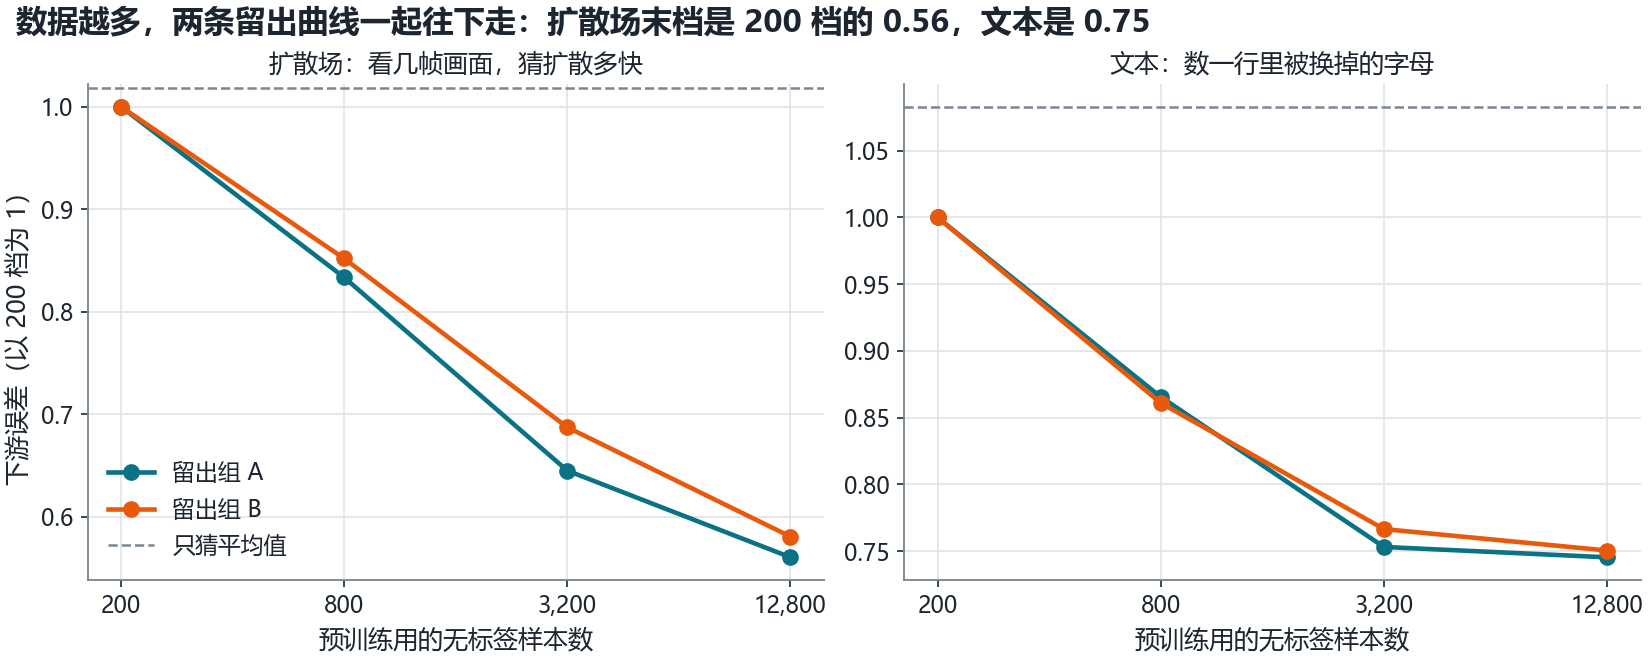 数据越多，两条留出曲线一起往下走：扩散场末档是 200 档的 0.56，文本是 0.75
扩散场：看几帧画面，猜扩散多快
下游误差（以 200 档为 1）
1.0
0.9
0.8
0.7
0.6
留出组 A
留出组 B
只猜平均值
200
800
3,200
12,800
预训练用的无标签样本数
文本：数一行里被换掉的字母
1.05
1.00
0.95
0.90
0.85
0.80
0.75
200
800
3,200
12,800
预训练用的无标签样本数